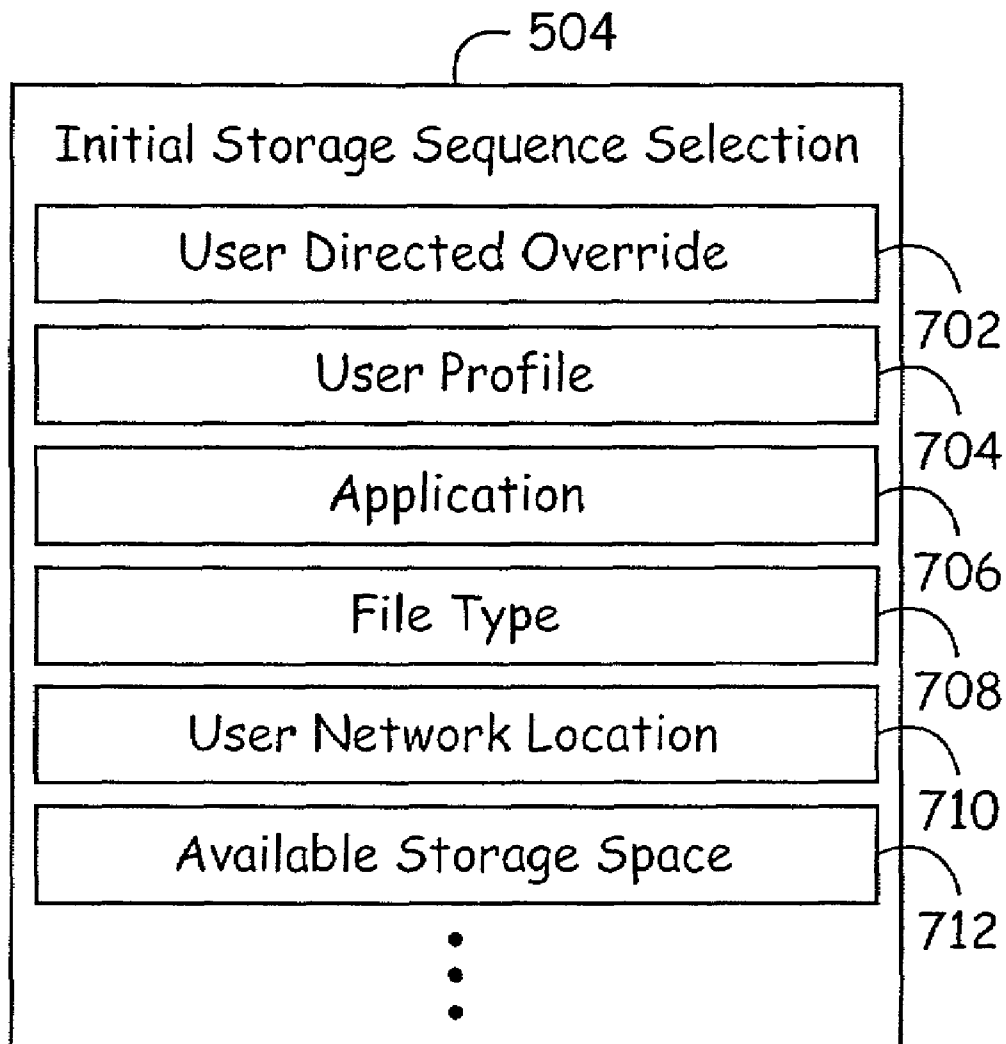 504
Initial Storage Sequence Selection
User Directed Override
702
User Profile
704
Application
706
File Type
708
User Network Location
710
Available Storage Space
712